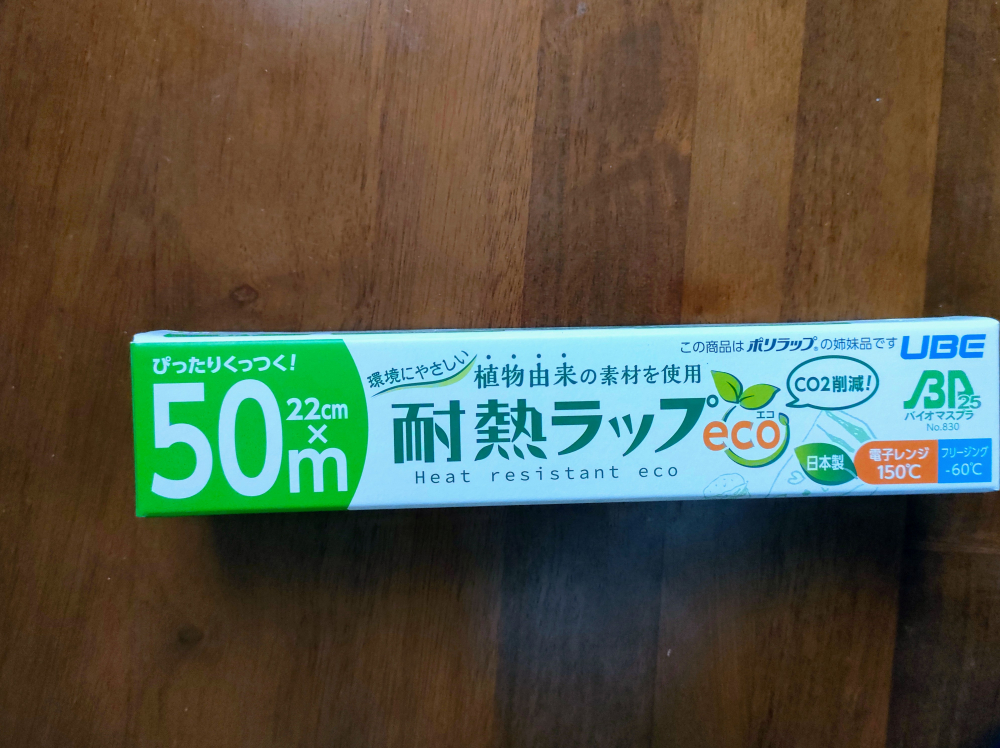 ぴったりくっつく!
50m
22cm
×
環境にやさしい
植物由来の素材を使用
耐熱ラップ
エコ
eco
Heat resistant eco
この商品はポリラップ®の姉妹品です
UBE
CO2削減!
BP
25
バイオマスプラ
No.830
日本製
電子レンジ
150℃
フリージング
-60℃